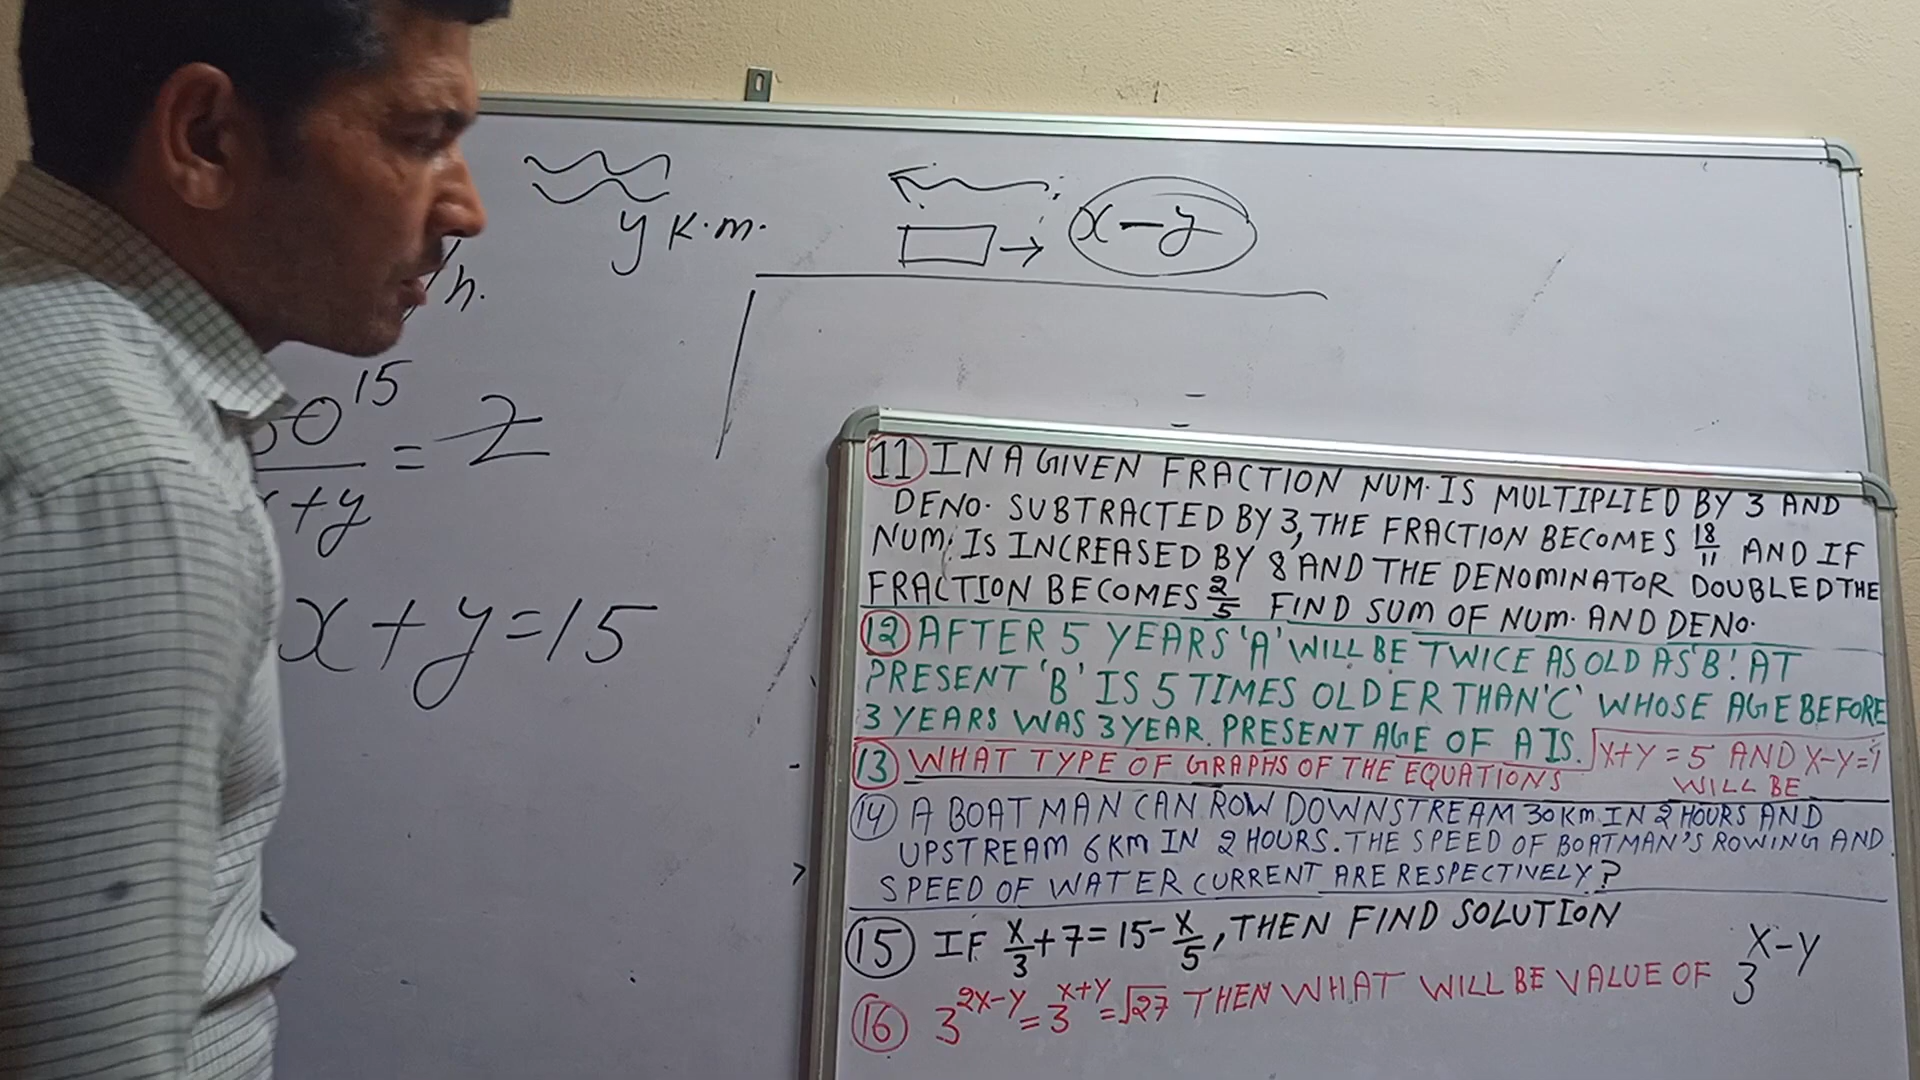 y K.m.
x-y
/h.
30 15
= 2
x+y
x+y=15
11 IN A GIVEN FRACTION NUM. IS MULTIPLIED BY 3 AND
DENO. SUBTRACTED BY 3, THE FRACTION BECOMES 18/11 AND IF
NUM. IS INCREASED BY 8 AND THE DENOMINATOR DOUBLED THE
FRACTION BECOMES 2/5 FIND SUM OF NUM. AND DENO.
12 AFTER 5 YEARS 'A' WILL BE TWICE AS OLD AS 'B'. AT
PRESENT 'B' IS 5 TIMES OLDER THAN 'C' WHOSE AGE BEFORE
3 YEARS WAS 3 YEAR. PRESENT AGE OF A IS.
13 WHAT TYPE OF GRAPHS OF THE EQUATIONS x+y=5 AND x-y=1
WILL BE
14 A BOATMAN CAN ROW DOWNSTREAM 30 KM. IN 2 HOURS AND
UPSTREAM 6 KM IN 2 HOURS. THE SPEED OF BOATMAN'S ROWING AND
SPEED OF WATER CURRENT ARE RESPECTIVELY?
15 IF x/3+7=15-x/5, THEN FIND SOLUTION
16 3^2x-y=3^x+y=√27 THEN WHAT WILL BE VALUE OF 3^x-y